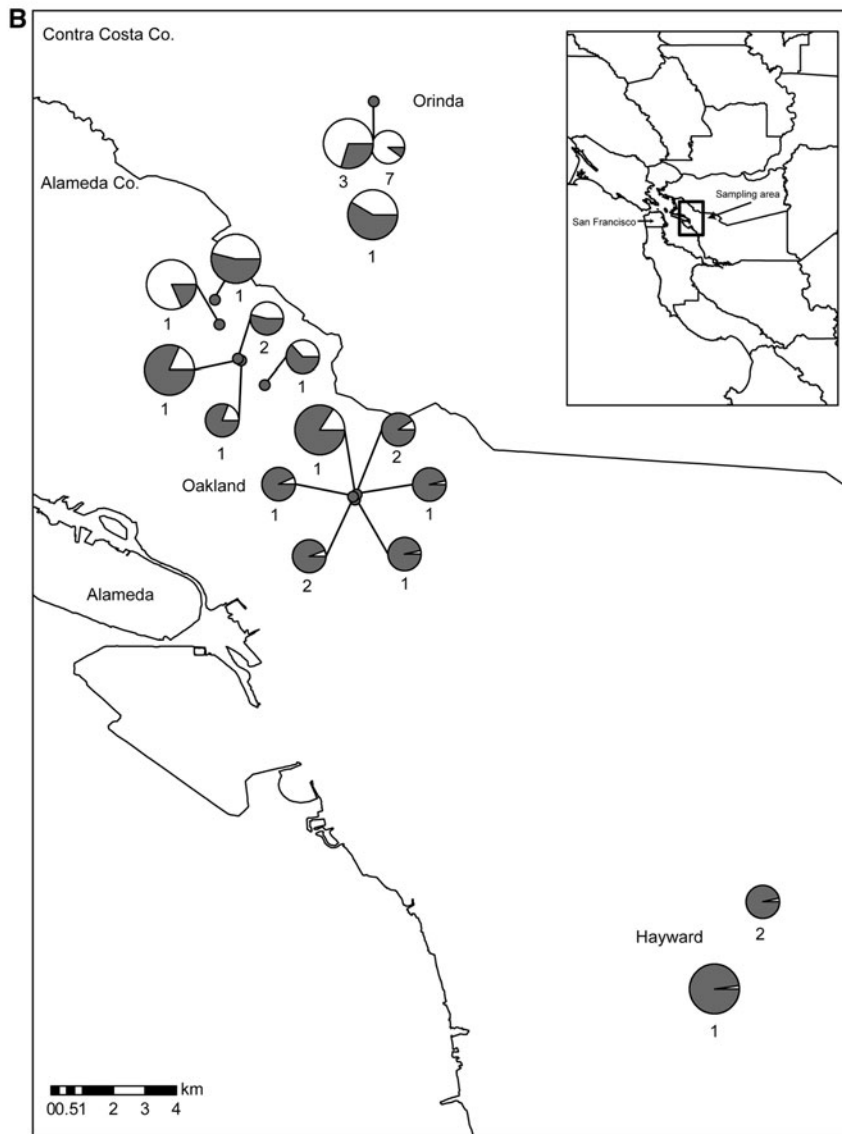 B
Contra Costa Co.
Orinda
3
7
Alameda Co.
1
Sampling area
San Francisco
1
1
2
1
1
1
1
2
Oakland
1
1
2
1
Alameda
Hayward
2
1
km
00.51 2 3 4